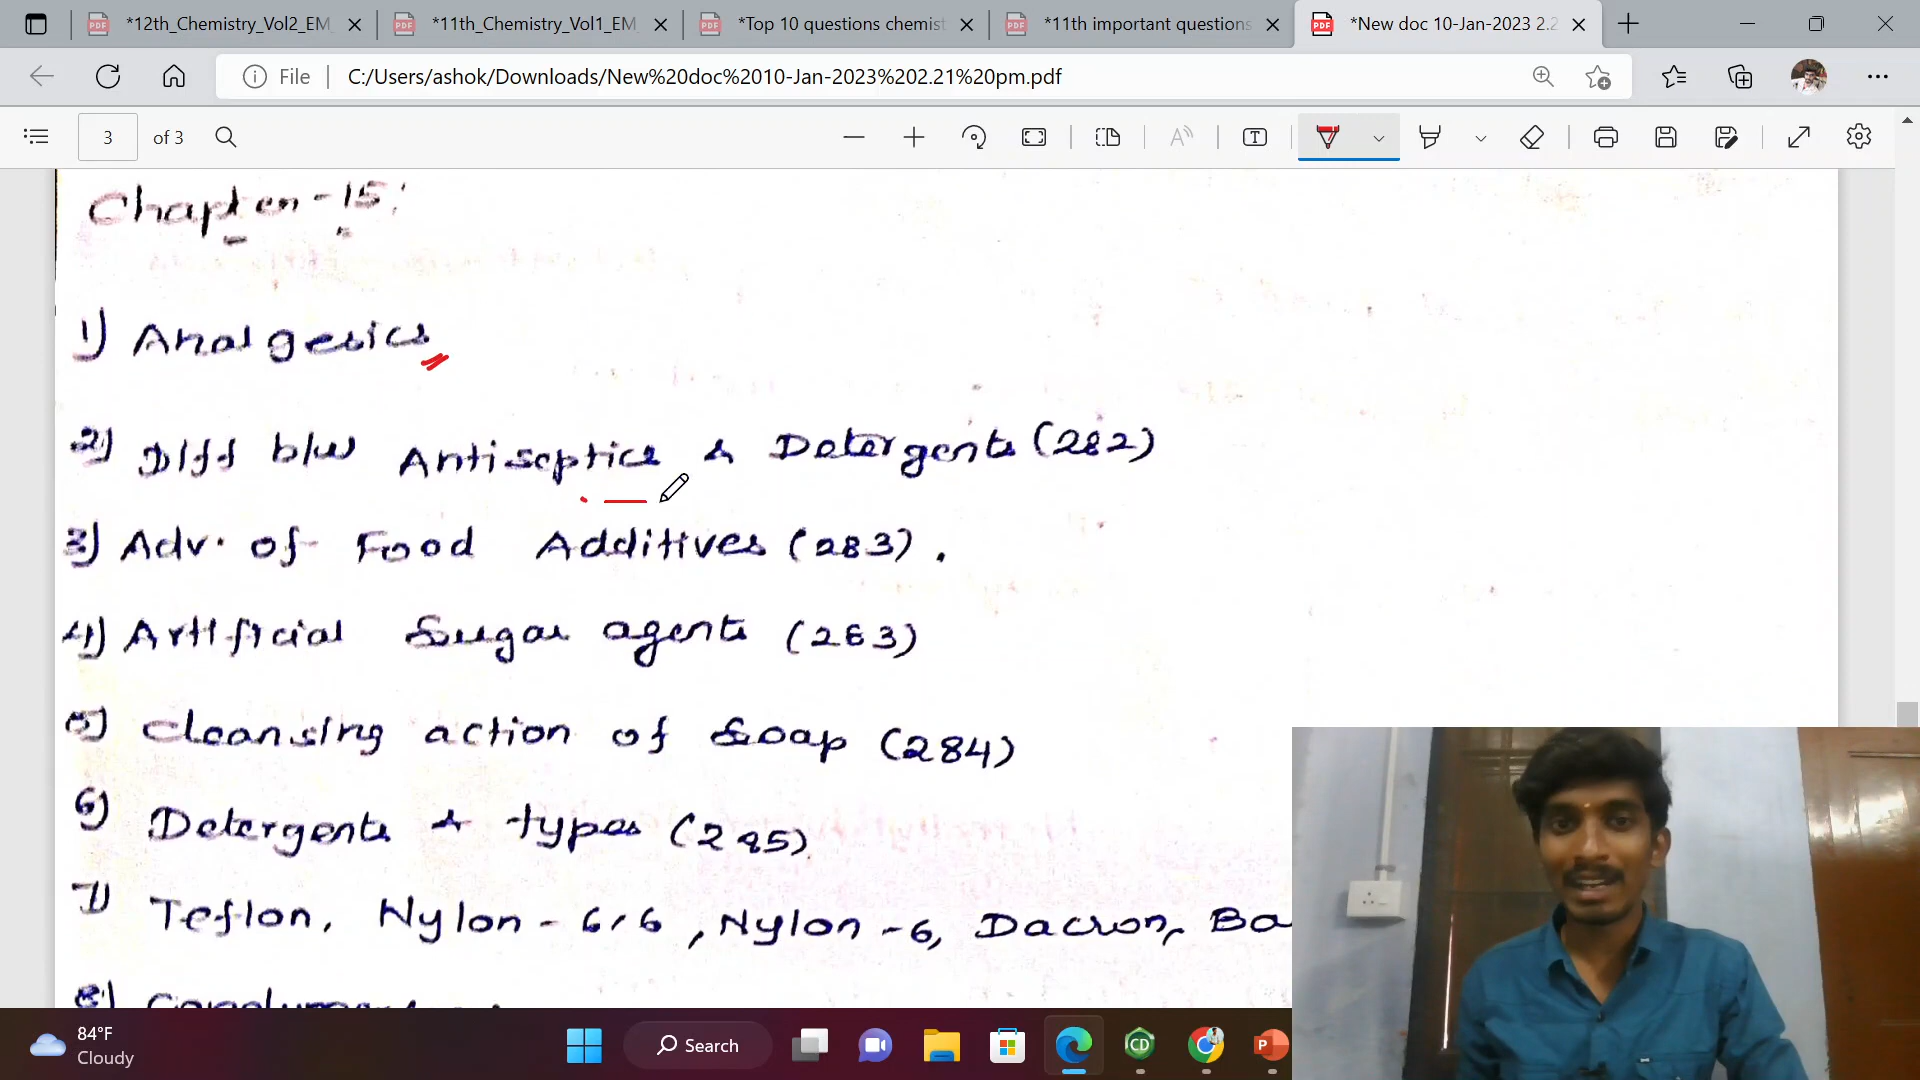 *12th_Chemistry_Vol2_EM
*11th_Chemistry_Vol1_EM
*Top 10 questions chemist
*11th important questions
*New doc 10-Jan-2023 2.2
File
C:/Users/ashok/Downloads/New%20doc%2010-Jan-2023%202.21%20pm.pdf
3 of 3
Chapter-15:
1) Analgesics
2) Diff b/w Antiseptics & Detergents (282)
3) Adv. of Food Additives (283).
4) Artificial Sugar agents (283)
5) Cleansing action of Soap (284)
6) Detergents & types (285)
7) Teflon, Nylon-6,6, Nylon-6, Dacron, Ba
8)
84°F
Cloudy
Search